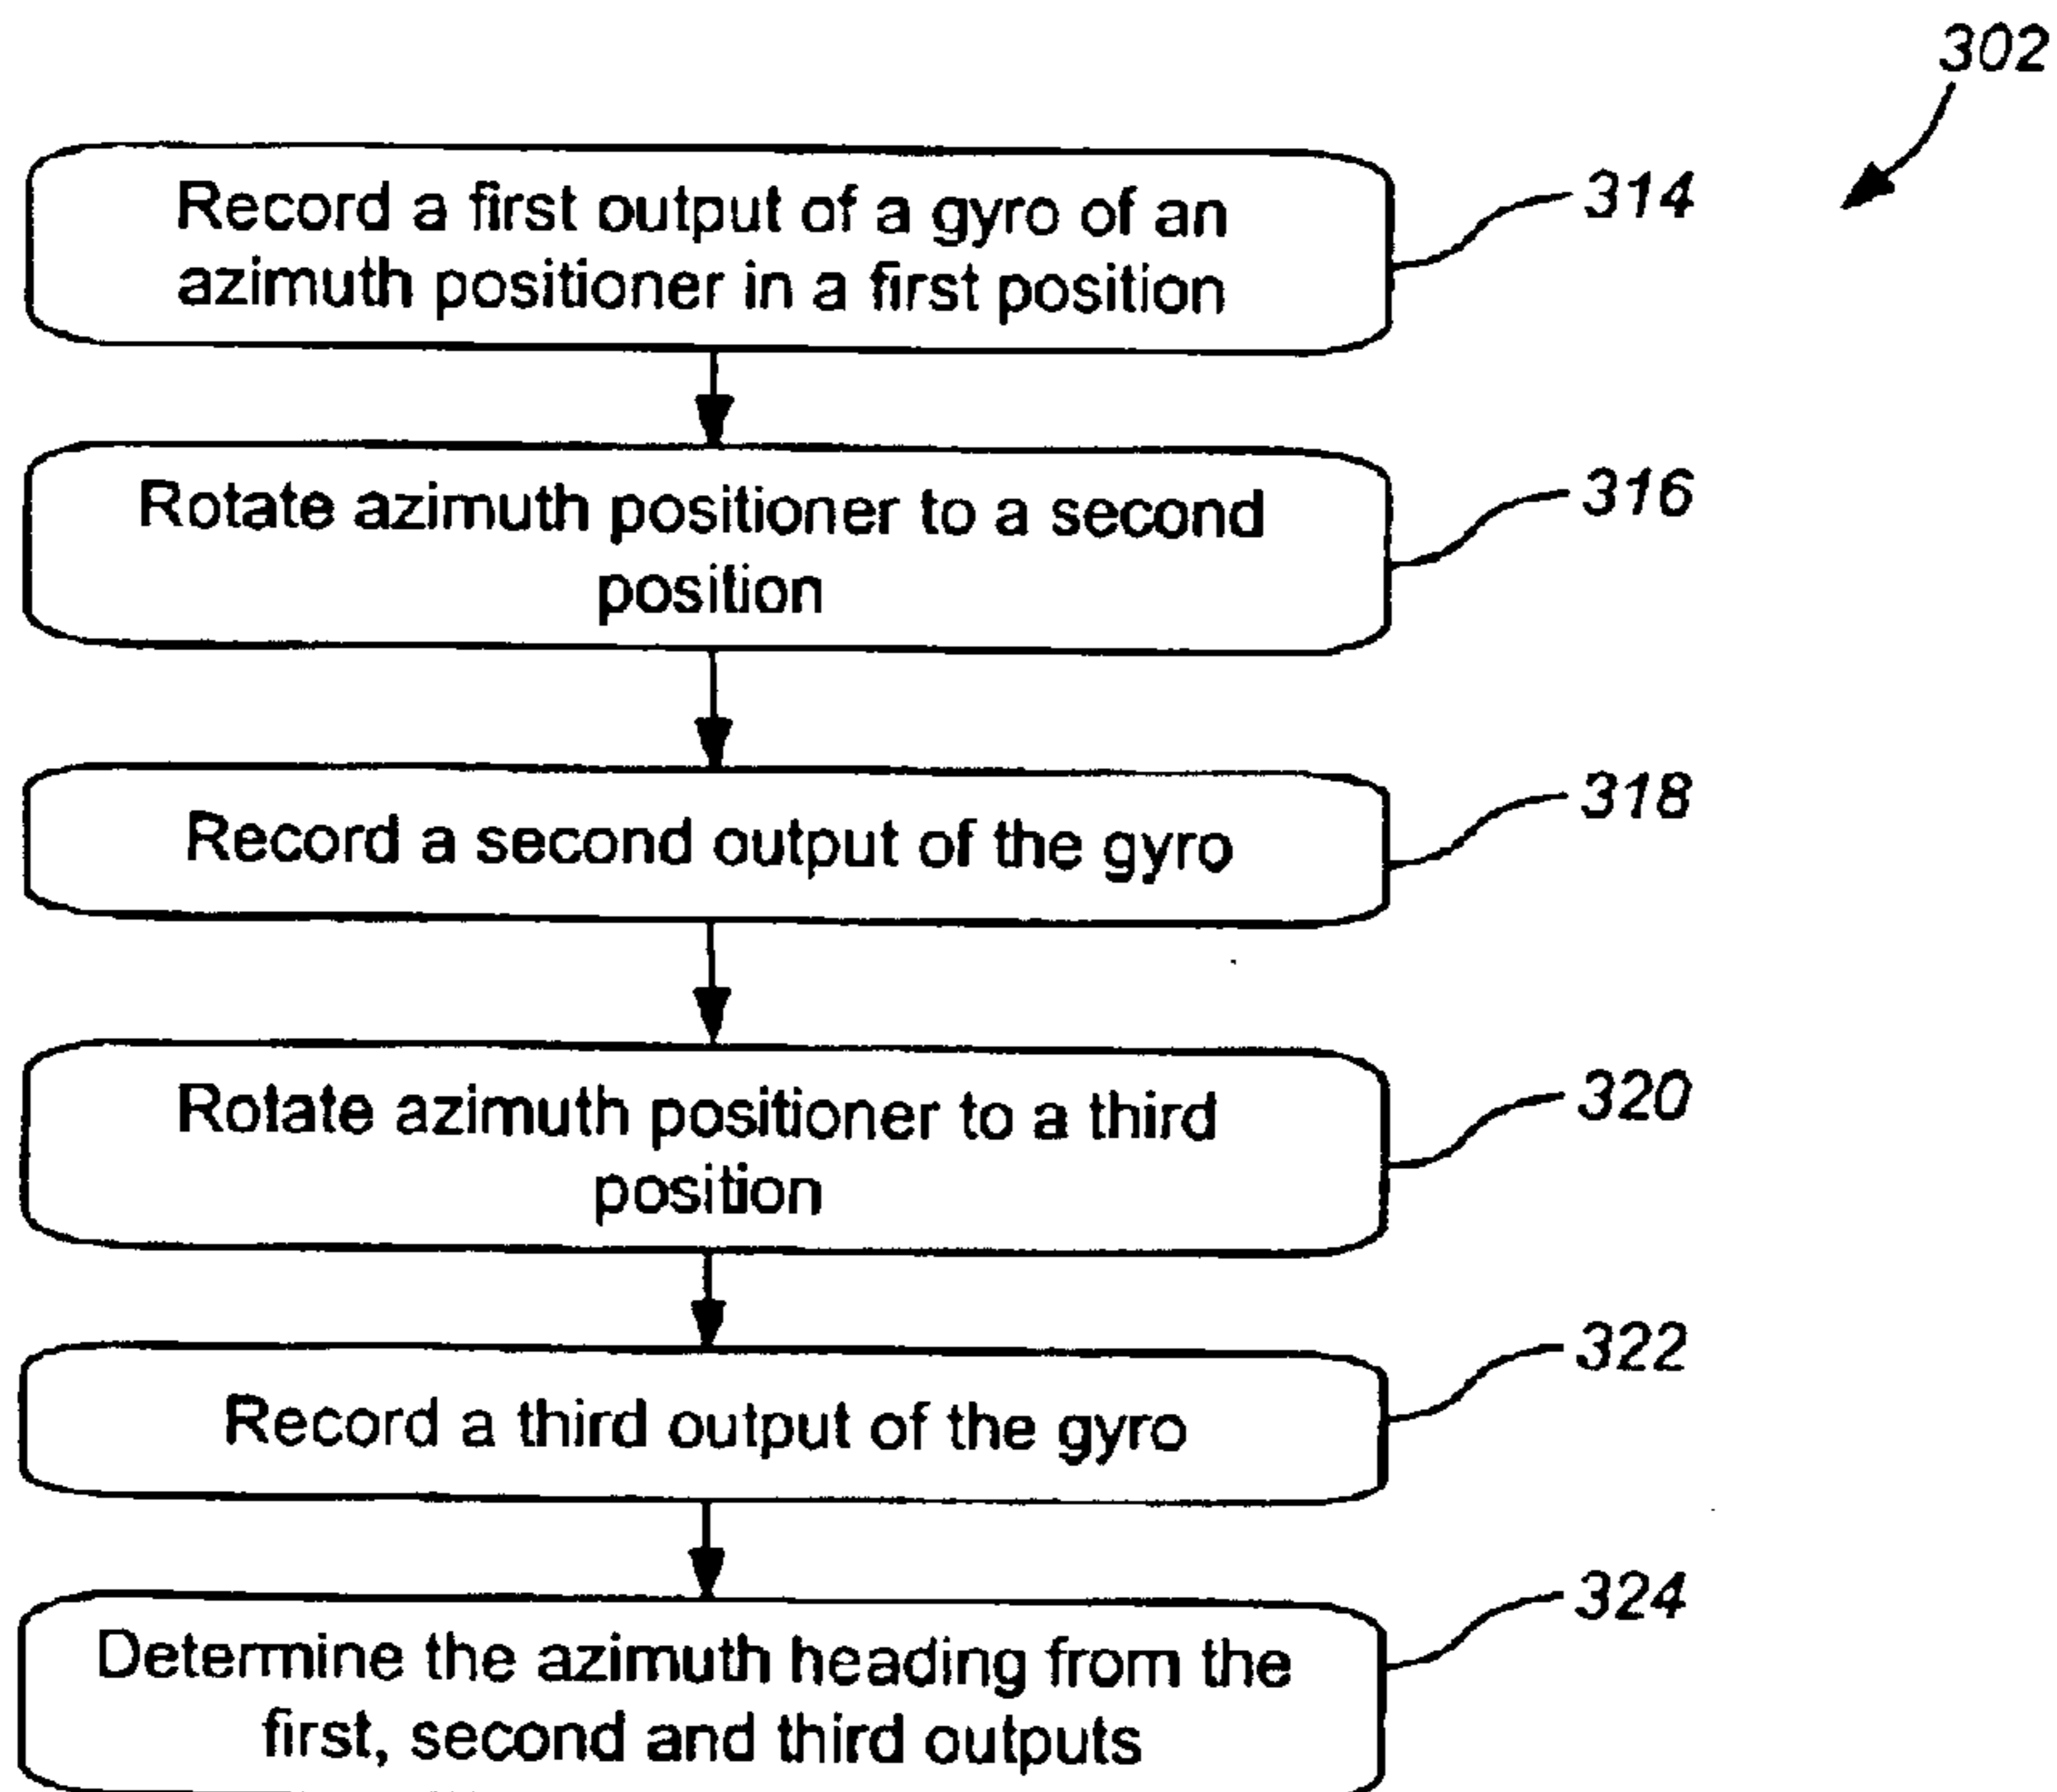 302
Record a first output of a gyro of an
azimuth positioner in a first position
314
Rotate azimuth positioner to a second
position
316
Record a second output of the gyro
318
Rotate azimuth positioner to a third
position
320
Record a third output of the gyro
322
Determine the azimuth heading from the
first, second and third outputs
324